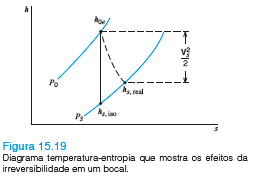 h
h₀ₑ
Vₛ²
2
P₀
hₛ,real
Pₛ
hₛ,iso
s
Figura 15.19
Diagrama temperatura-entropia que mostra os efeitos da
irreversibilidade em um bocal.